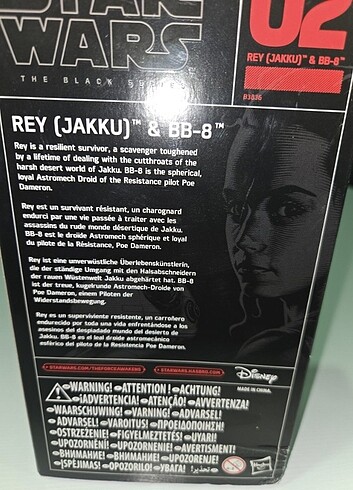 STAR
WARS
THE BLACK SERIES
02
REY (JAKKU)™ & BB-8™
B3836
REY (JAKKU)™ & BB-8™
Rey is a resilient survivor, a scavenger toughened
by a lifetime of dealing with the cutthroats of the
harsh desert world of Jakku. BB-8 is the spherical,
loyal Astromech Droid of the Resistance pilot Poe
Dameron.
Rey est un survivant résistant, un charognard
endurci par une vie passée à traiter avec les
assassins du rude monde désertique de Jakku.
BB-8 est le droïde Astromech sphérique et loyal
du pilote de la Résistance, Poe Dameron.
Rey ist eine unverwüstliche Überlebenskünstlerin,
die der ständige Umgang mit den Halsabschneidern
der rauen Wüstenwelt Jakku abgehärtet hat. BB-8
ist der treue, kugelrunde Astromech-Droide von
Poe Dameron, einem Piloten der
Widerstandsbewegung.
Rey es un superviviente resistente, un carroñero
endurecido por toda una vida enfrentándose a los
asesinos del despiadado mundo del desierto de
Jakku. BB-8 es el leal droide astromecánico
esférico del piloto de la Resistencia Poe Dameron.
STARWARS.COM/THEFORCEAWAKENS
STARWARS.HASBRO.COM
Disney
MADE IN CHINA.
WARNING! ATTENTION! ACHTUNG!
¡ADVERTENCIA! ATENÇÃO! AVVERTENZA!
WAARSCHUWING! VARNING! ADVARSEL!
ADVARSEL! VAROITUS! ΠΡΟΕΙΔΟΠΟΙΗΣΗ!
OSTRZEŻENIE! FIGYELMEZTETÉS! UYARI!
UPOZORNĚNÍ! UPOZORNENIE! AVERTISMENT!
ВНИМАНИЕ! ВНИМАНИЕ! UPOZORENJE!
ĮSPĖJIMAS! OPOZORILO! УВАГА! تحذير!
Hasbro